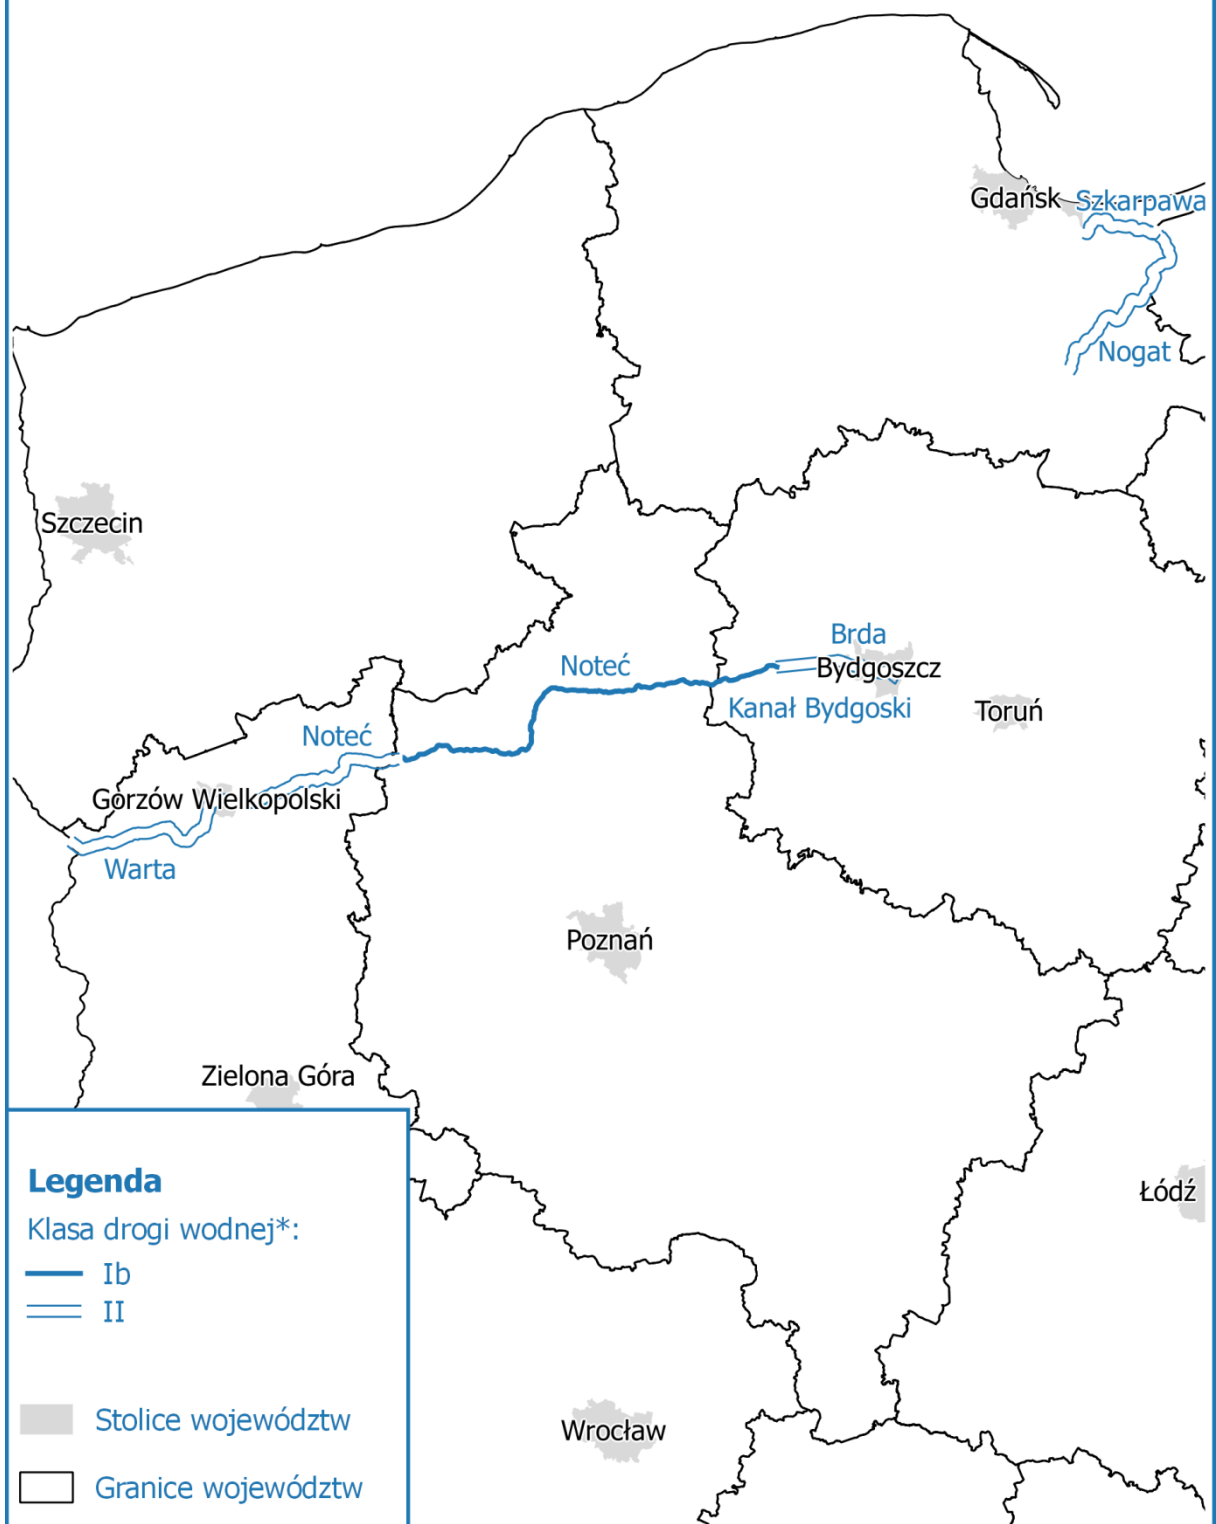 Gdańsk
Szkarpawa
Nogat
Szczecin
Brda
Noteć
Bydgoszcz
Kanał Bydgoski
Toruń
Noteć
Gorzów Wielkopolski
Warta
Poznań
Zielona Góra
Łódź
Wrocław
Legenda
Klasa drogi wodnej*:
Ib
II
Stolice województw
Granice województw